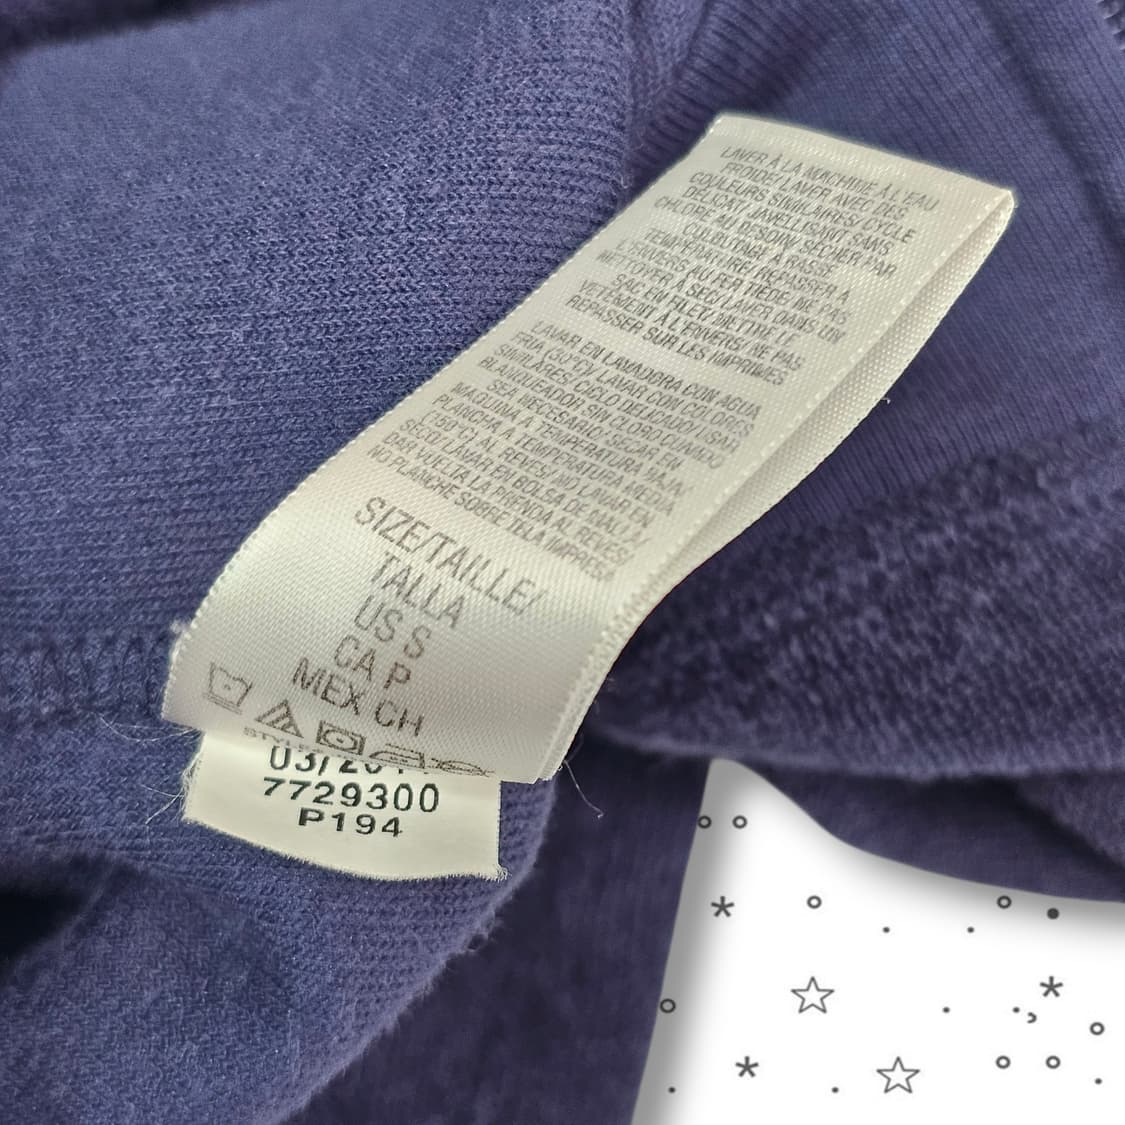 LAVER À LA MACHINE À L'EAU
FROIDE/ LAVER AVEC DES
COULEURS SIMILAIRES/ CYCLE
DÉLICAT/ JAVELLISANT SANS
CHLORE AU BESOIN/ SÉCHER PAR
CULBUTAGE À BASSE
TEMPÉRATURE/ REPASSER À
L'ENVERS AU FER TIÈDE/ NE PAS
NETTOYER À SEC/ LAVER DANS UN
SAC EN FILET/ METTRE LE
VÊTEMENT À L'ENVERS/ NE PAS
REPASSER SUR LES IMPRIMÉS
LAVAR EN LAVADORA CON AGUA
FRIA (30°C)/ LAVAR CON COLORES
SIMILARES/ CICLO DELICADO/ USAR
BLANQUEADOR SIN CLORO CUANDO
SEA NECESARIO/ SECAR EN
MAQUINA A TEMPERATURA BAJA/
PLANCHA A TEMPERATURA MEDIA
(150°C) AL REVES/ NO LAVAR EN
SECO/ LAVAR EN BOLSA DE MALLA/
DAR VUELTA LA PRENDA AL REVES/
NO PLANCHE SOBRE TELA IMPRESA
SIZE/TAILLE/
TALLA
US S
CA P
MEX CH
7729300
P194